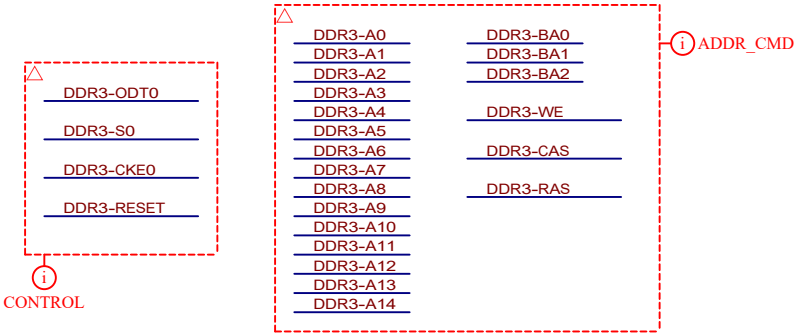 DDR3-ODT0
DDR3-S0
DDR3-CKE0
DDR3-RESET
i
CONTROL
DDR3-A0
DDR3-A1
DDR3-A2
DDR3-A3
DDR3-A4
DDR3-A5
DDR3-A6
DDR3-A7
DDR3-A8
DDR3-A9
DDR3-A10
DDR3-A11
DDR3-A12
DDR3-A13
DDR3-A14
DDR3-BA0
DDR3-BA1
DDR3-BA2
DDR3-WE
DDR3-CAS
DDR3-RAS
i ADDR_CMD